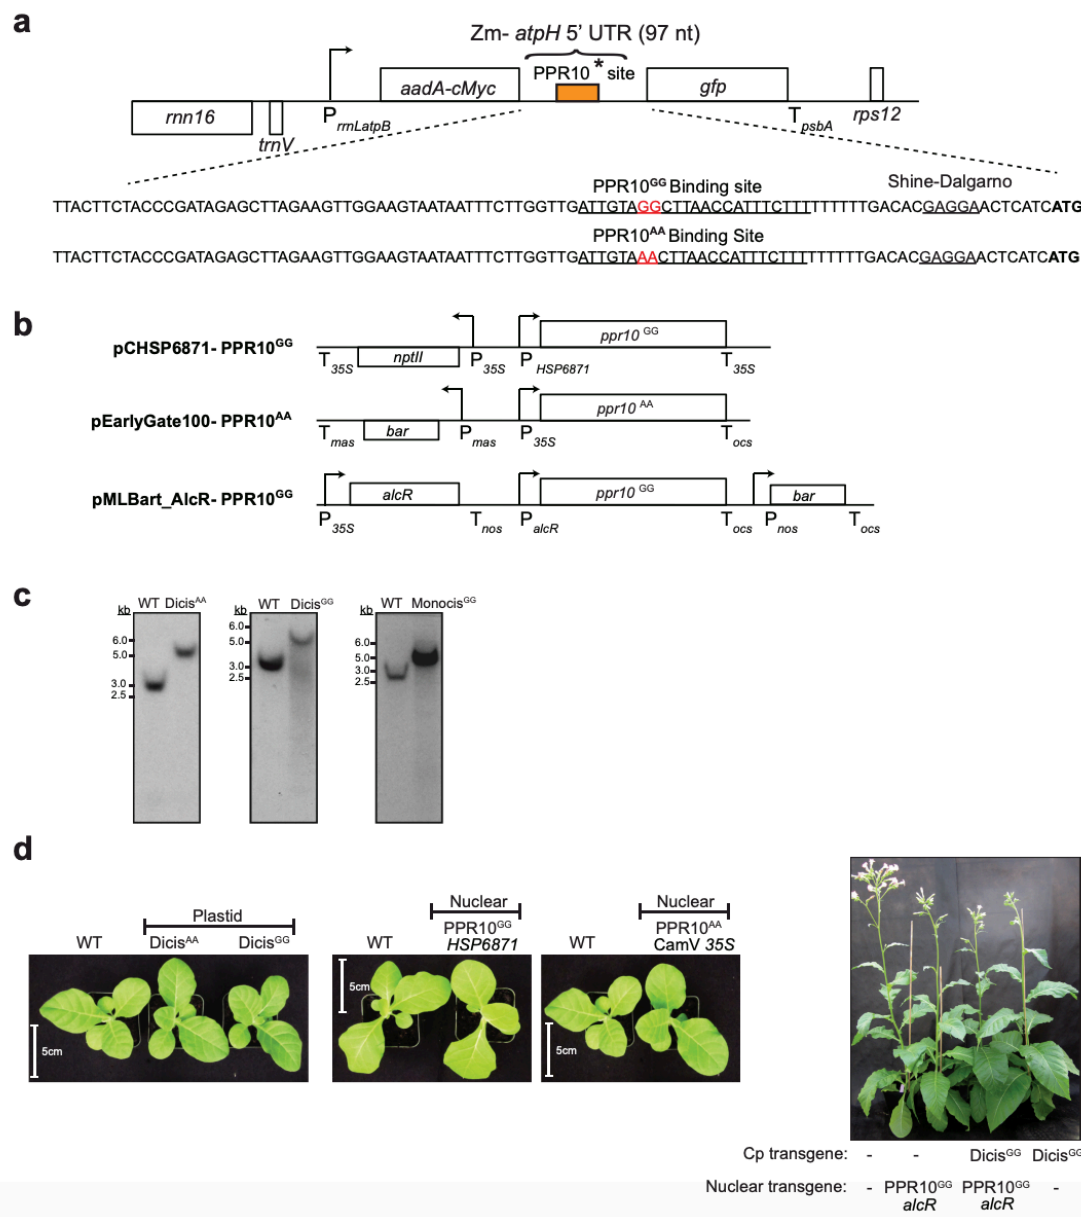 a
Zm- atpH 5' UTR (97 nt)
PPR10 * site
aadA-cMyc
gfp
rnn16
trnV
P rrnLatpB
T psbA
rps12
PPR10GG Binding site
Shine-Dalgarno
TTACTTCTACCCGATAGAGCTTAGAAGTTGGAAGTAATAATTTCTTGGTTGATTGTAGGCTTAACCATTTCTTTTTTTTTGACACGAGGAACTCATCATG
PPR10AA Binding Site
TTACTTCTACCCGATAGAGCTTAGAAGTTGGAAGTAATAATTTCTTGGTTGATTGTAAACTTAACCATTTCTTTTTTTTTGACACGAGGAACTCATCATG
b
pCHSP6871- PPR10GG
ppr10 GG
T35S
nptII
P35S
PHSP6871
T35S
pEarlyGate100- PPR10AA
ppr10 AA
Tmas
bar
Pmas
P35S
Tocs
pMLBart_AlcR- PPR10GG
alcR
ppr10 GG
bar
P35S
Tnos
PalcR
Tocs
Pnos
Tocs
c
kb
WT DicisAA
6.0
5.0
3.0
2.5
kb
WT DicisGG
6.0
5.0
3.0
2.5
kb
WT MonocisGG
6.0
5.0
3.0
2.5
d
Plastid
WT DicisAA DicisGG
5cm
Nuclear
WT PPR10GG
HSP6871
5cm
Nuclear
WT PPR10AA
CamV 35S
5cm
Cp transgene: - - DicisGG DicisGG
Nuclear transgene: - PPR10GG PPR10GG -
alcR alcR